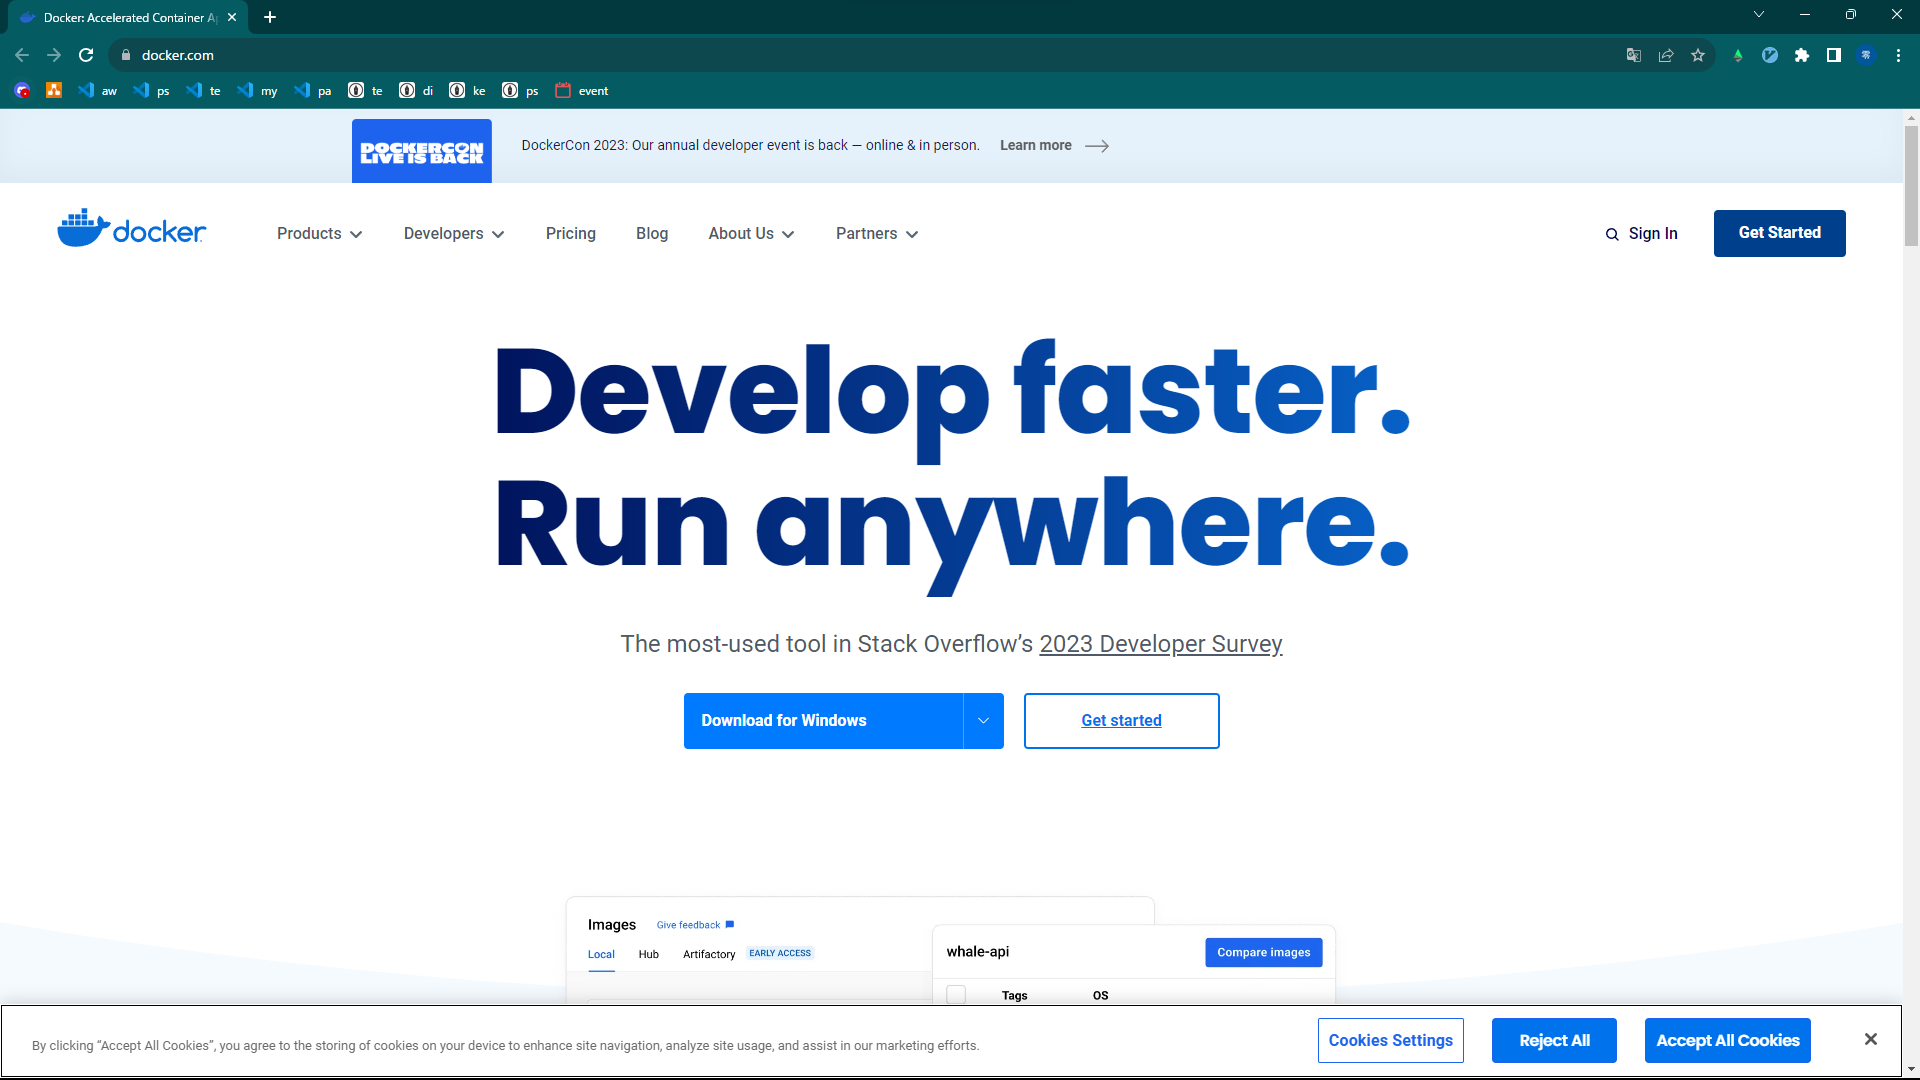 Docker: Accelerated Container Ap
docker.com
aw ps te my pa te di ke ps event
DOCKERCON
LIVE IS BACK
DockerCon 2023: Our annual developer event is back — online & in person. Learn more
docker
Products Developers Pricing Blog About Us Partners Sign In Get Started
Develop faster.
Run anywhere.
The most-used tool in Stack Overflow’s 2023 Developer Survey
Download for Windows Get started
Images Give feedback
Local Hub Artifactory EARLY ACCESS
whale-api Compare images
Tags OS
By clicking “Accept All Cookies”, you agree to the storing of cookies on your device to enhance site navigation, analyze site usage, and assist in our marketing efforts.
Cookies Settings Reject All Accept All Cookies